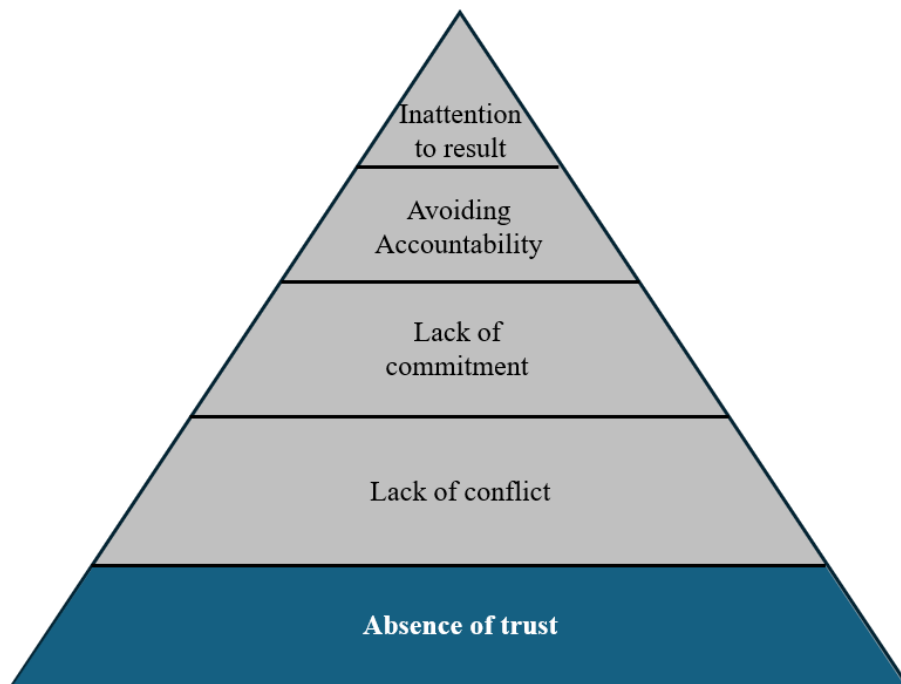 Inattention
to result
Avoiding
Accountability
Lack of
commitment
Lack of conflict
Absence of trust